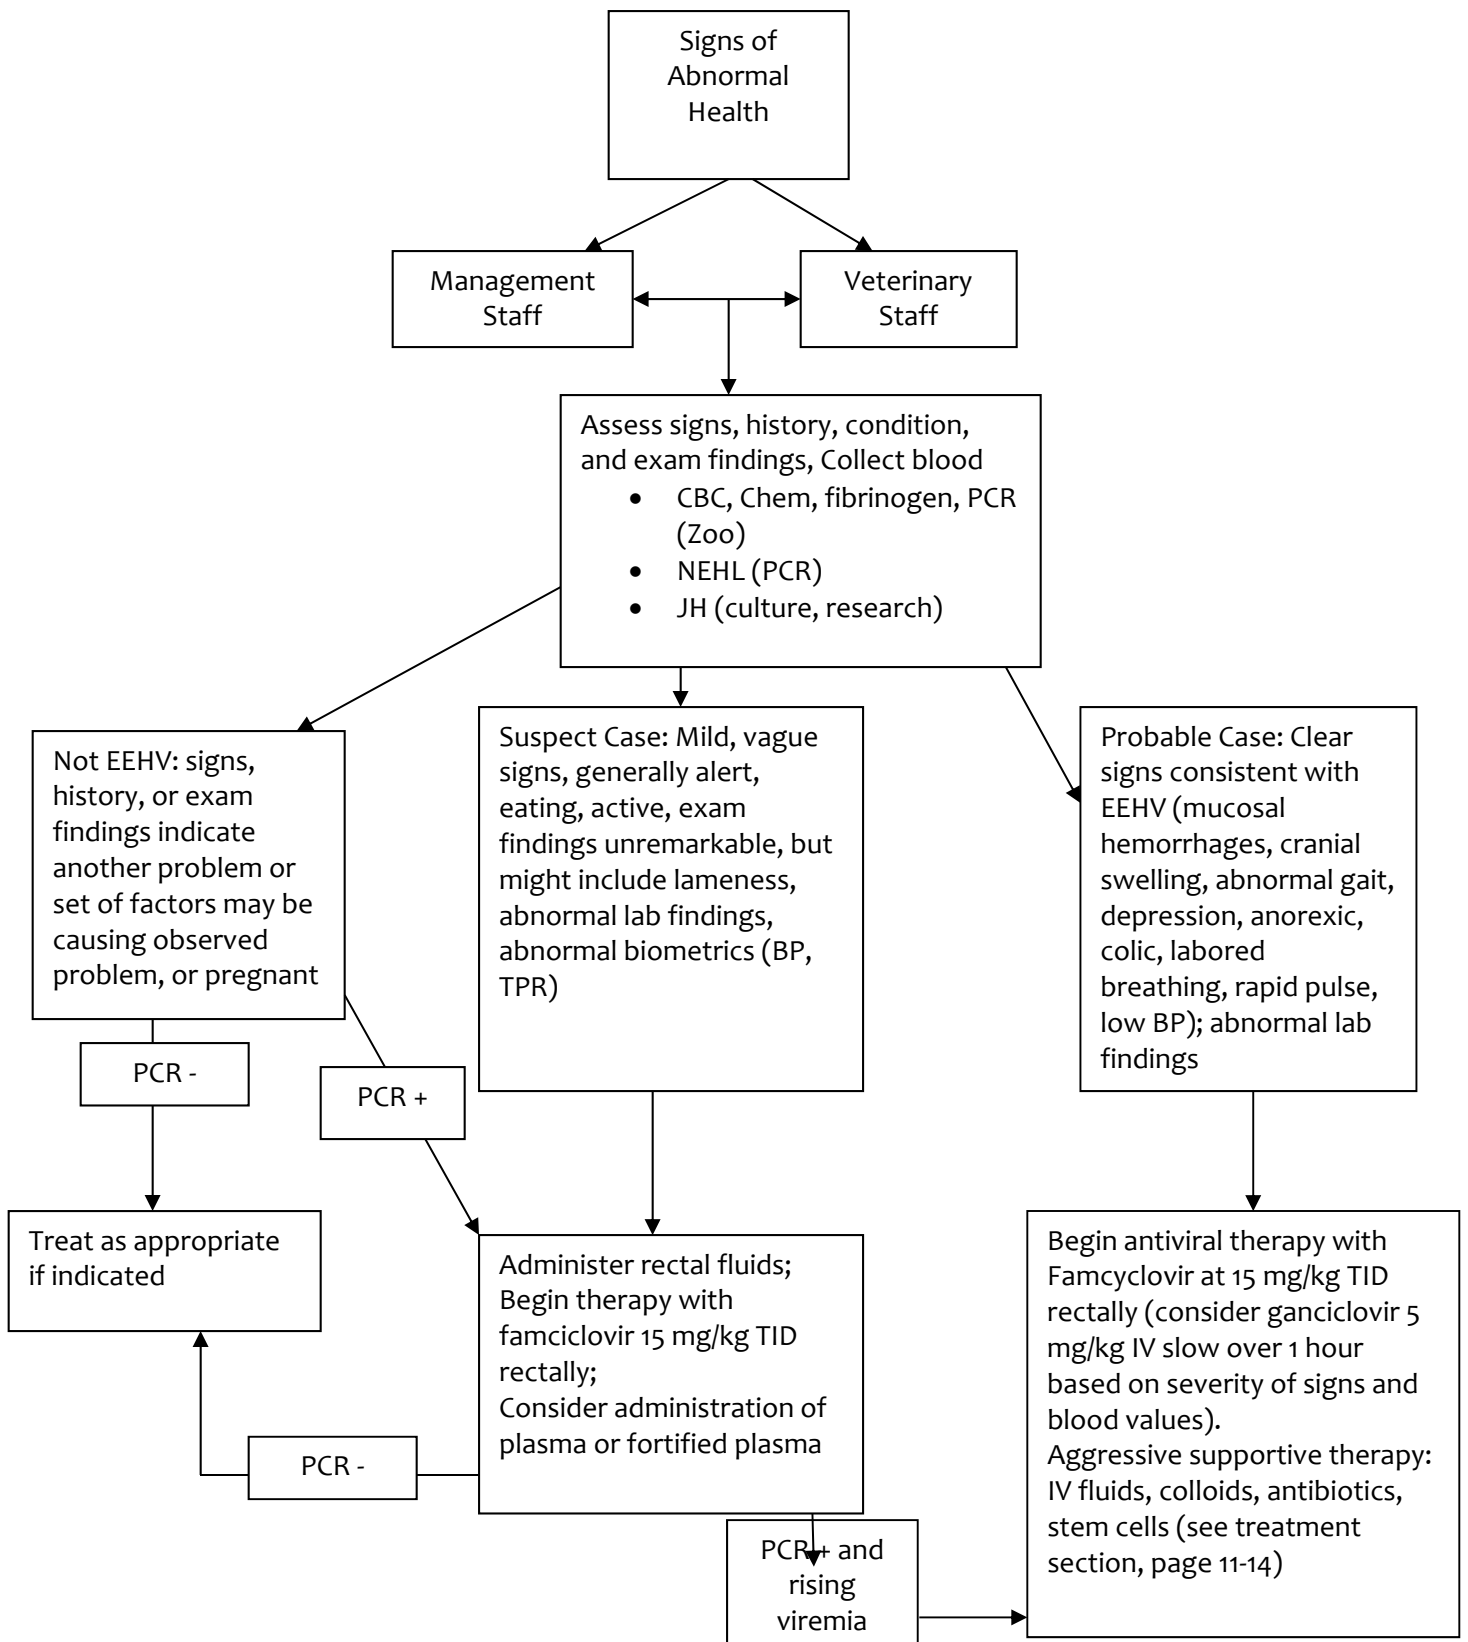 Signs of
Abnormal
Health
Management
Staff
Veterinary
Staff
Assess signs, history, condition,
and exam findings, Collect blood
• CBC, Chem, fibrinogen, PCR
(Zoo)
• NEHL (PCR)
• JH (culture, research)
Not EEHV: signs,
history, or exam
findings indicate
another problem or
set of factors may be
causing observed
problem, or pregnant
Suspect Case: Mild, vague
signs, generally alert,
eating, active, exam
findings unremarkable, but
might include lameness,
abnormal lab findings,
abnormal biometrics (BP,
TPR)
Probable Case: Clear
signs consistent with
EEHV (mucosal
hemorrhages, cranial
swelling, abnormal gait,
depression, anorexic,
colic, labored
breathing, rapid pulse,
low BP); abnormal lab
findings
PCR -
PCR +
Treat as appropriate
if indicated
Administer rectal fluids;
Begin therapy with
famciclovir 15 mg/kg TID
rectally;
Consider administration of
plasma or fortified plasma
Begin antiviral therapy with
Famcyclovir at 15 mg/kg TID
rectally (consider ganciclovir 5
mg/kg IV slow over 1 hour
based on severity of signs and
blood values).
Aggressive supportive therapy:
IV fluids, colloids, antibiotics,
stem cells (see treatment
section, page 11-14)
PCR -
PCR + and
rising
viremia